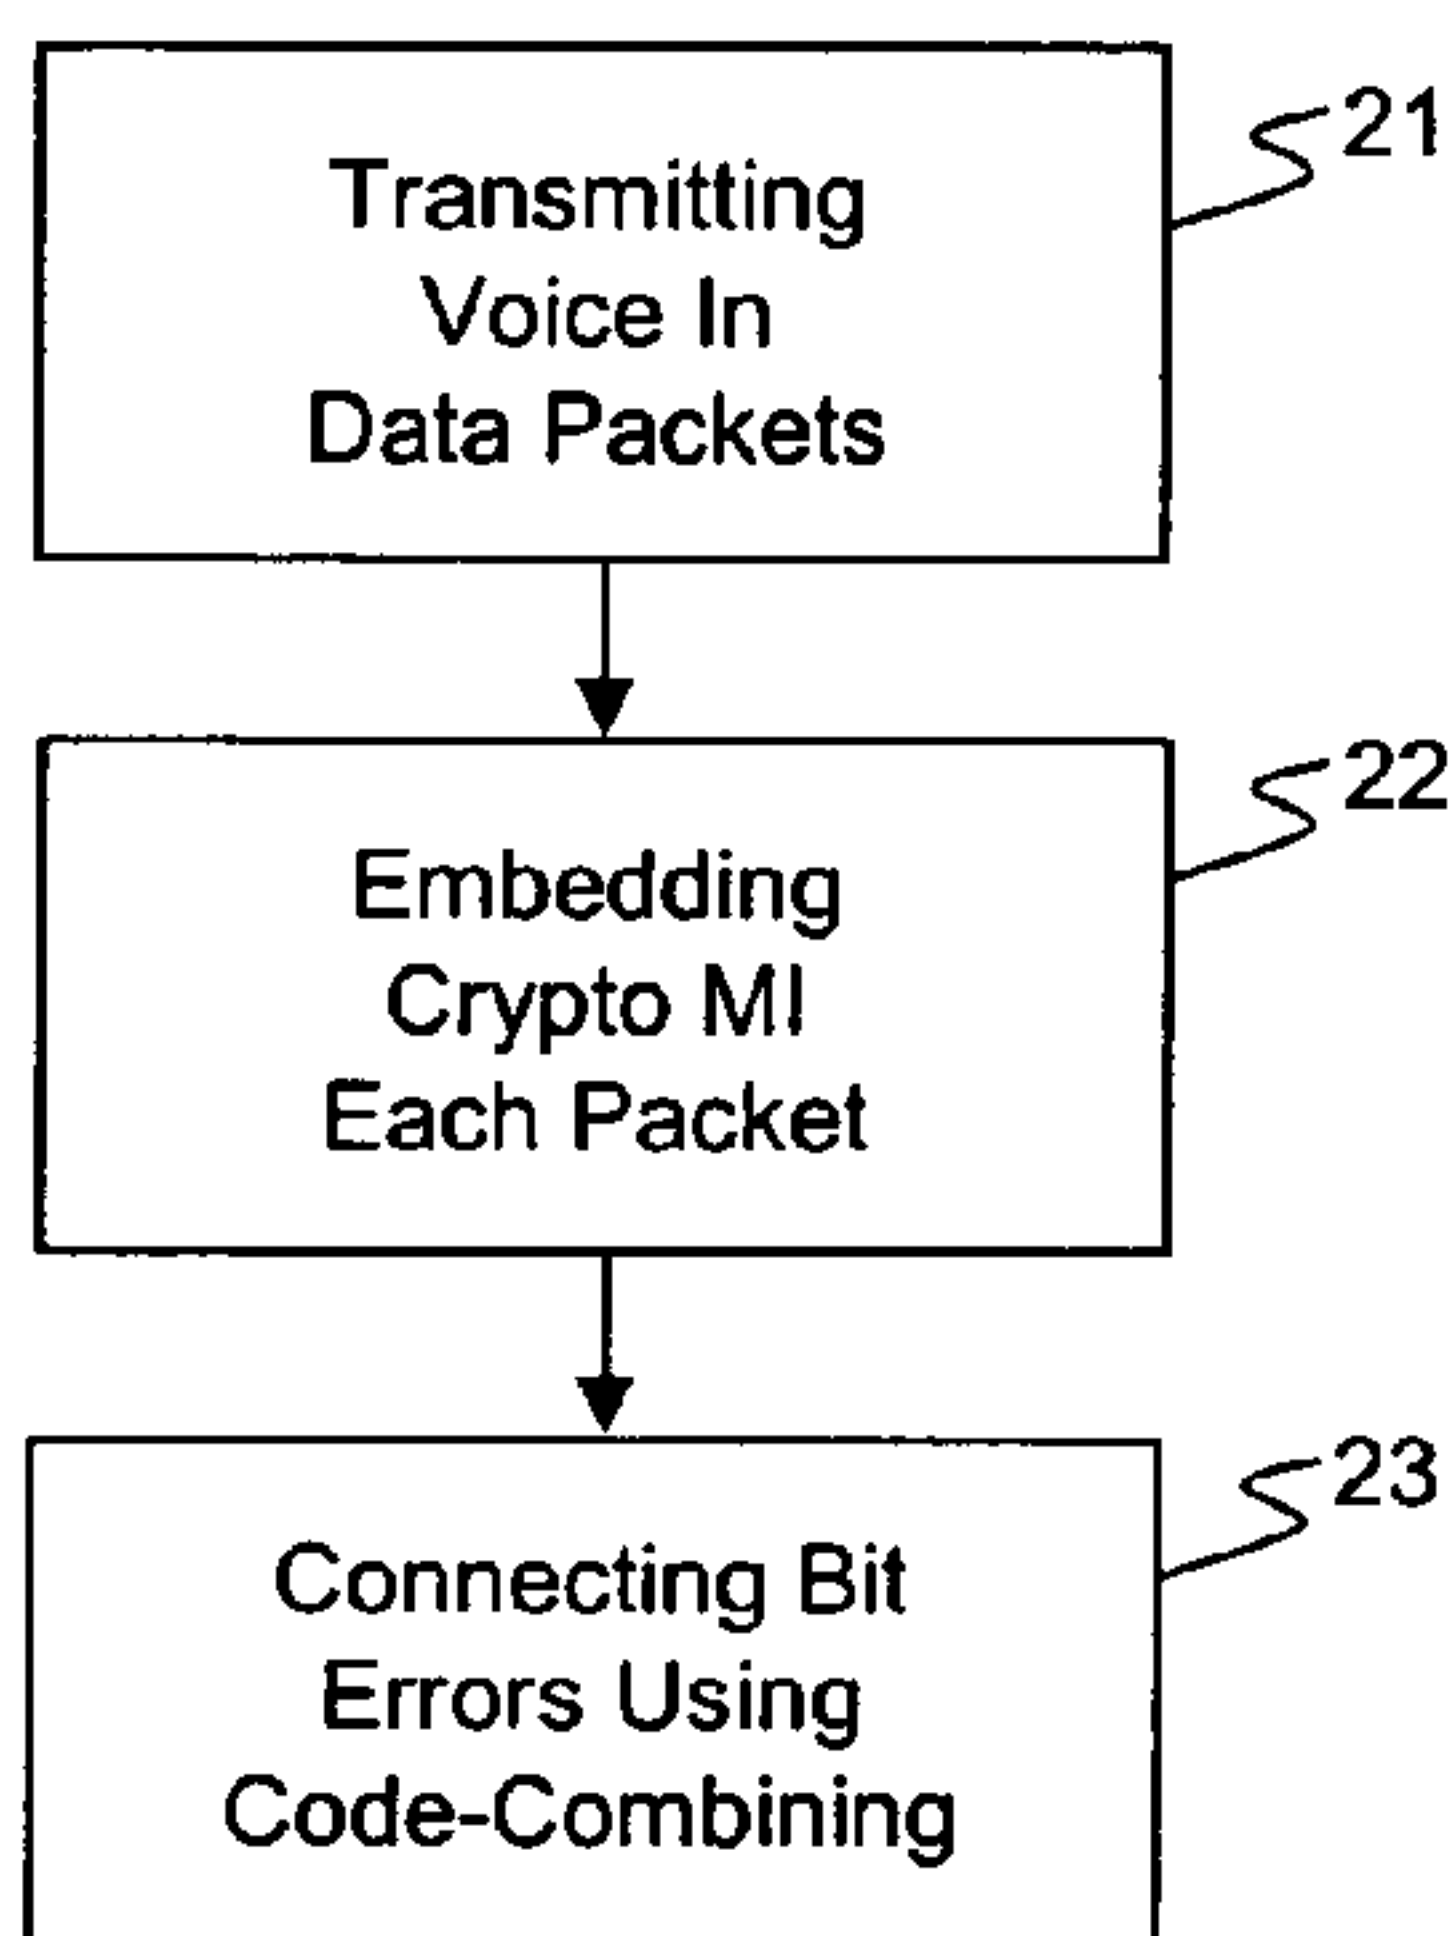 Transmitting
Voice In
Data Packets
21
Embedding
Crypto MI
Each Packet
22
Connecting Bit
Errors Using
Code-Combining
23